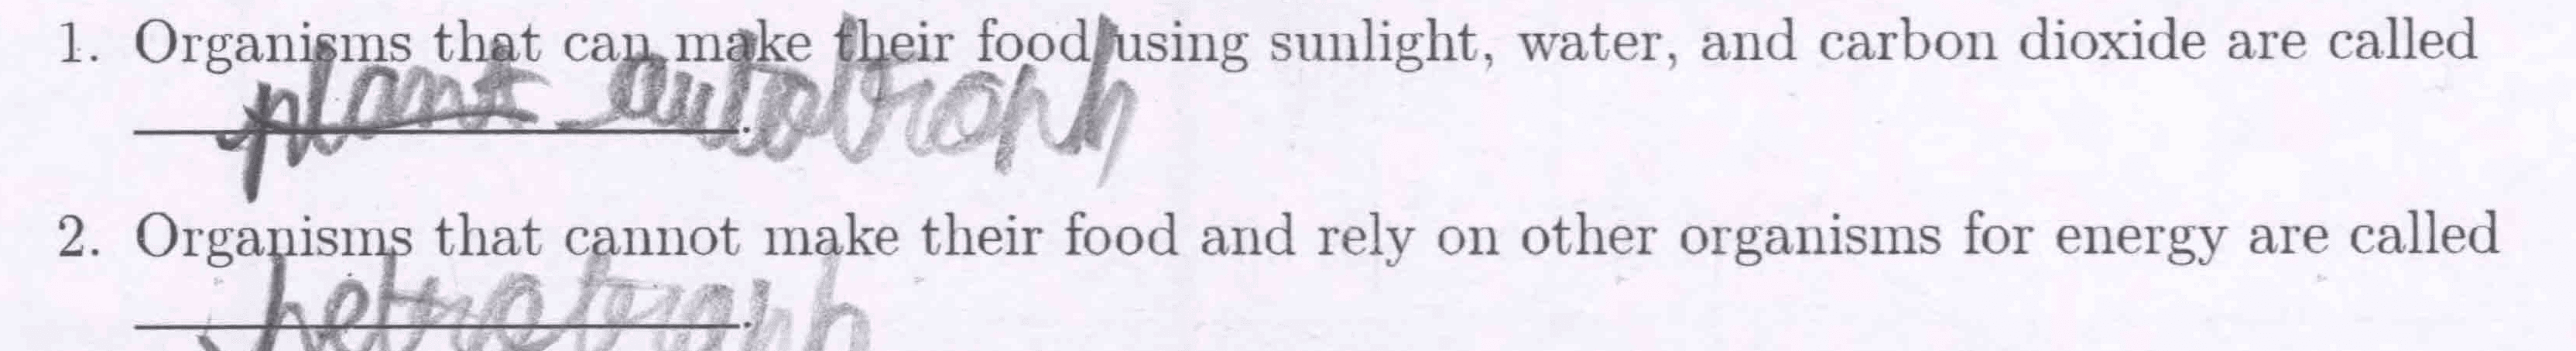 1. Organisms that can make their food using sunlight, water, and carbon dioxide are called
plant autotroph
2. Organisms that cannot make their food and rely on other organisms for energy are called